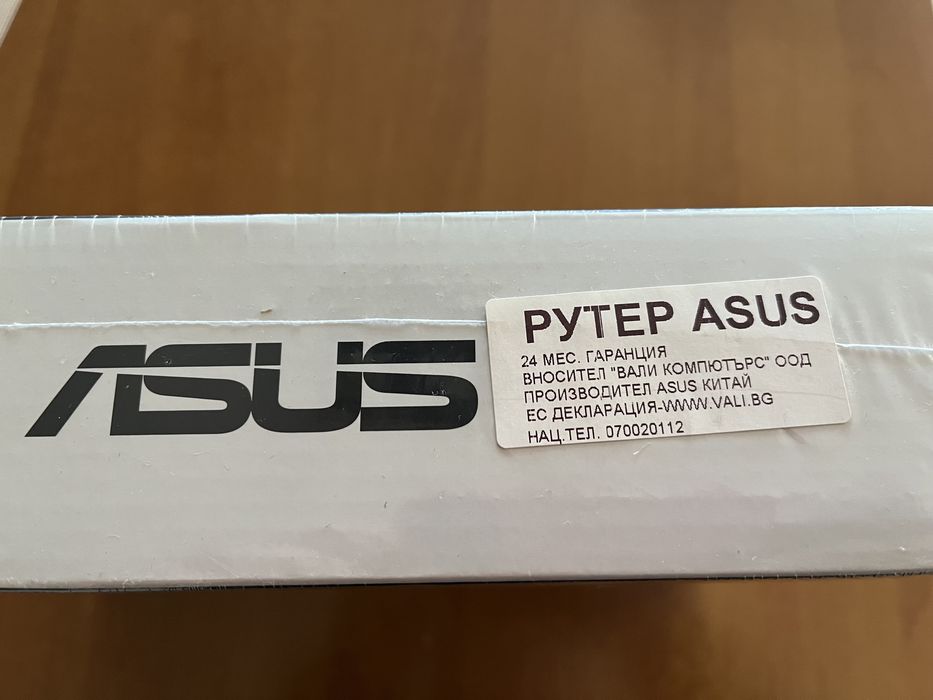 ASUS
РУТЕР ASUS
24 МЕС. ГАРАНЦИЯ
ВНОСИТЕЛ "ВАЛИ КОМПЮТЪРС" ООД
ПРОИЗВОДИТЕЛ ASUS КИТАЙ
ЕС ДЕКЛАРАЦИЯ-WWW.VALI.BG
НАЦ.ТЕЛ. 070020112